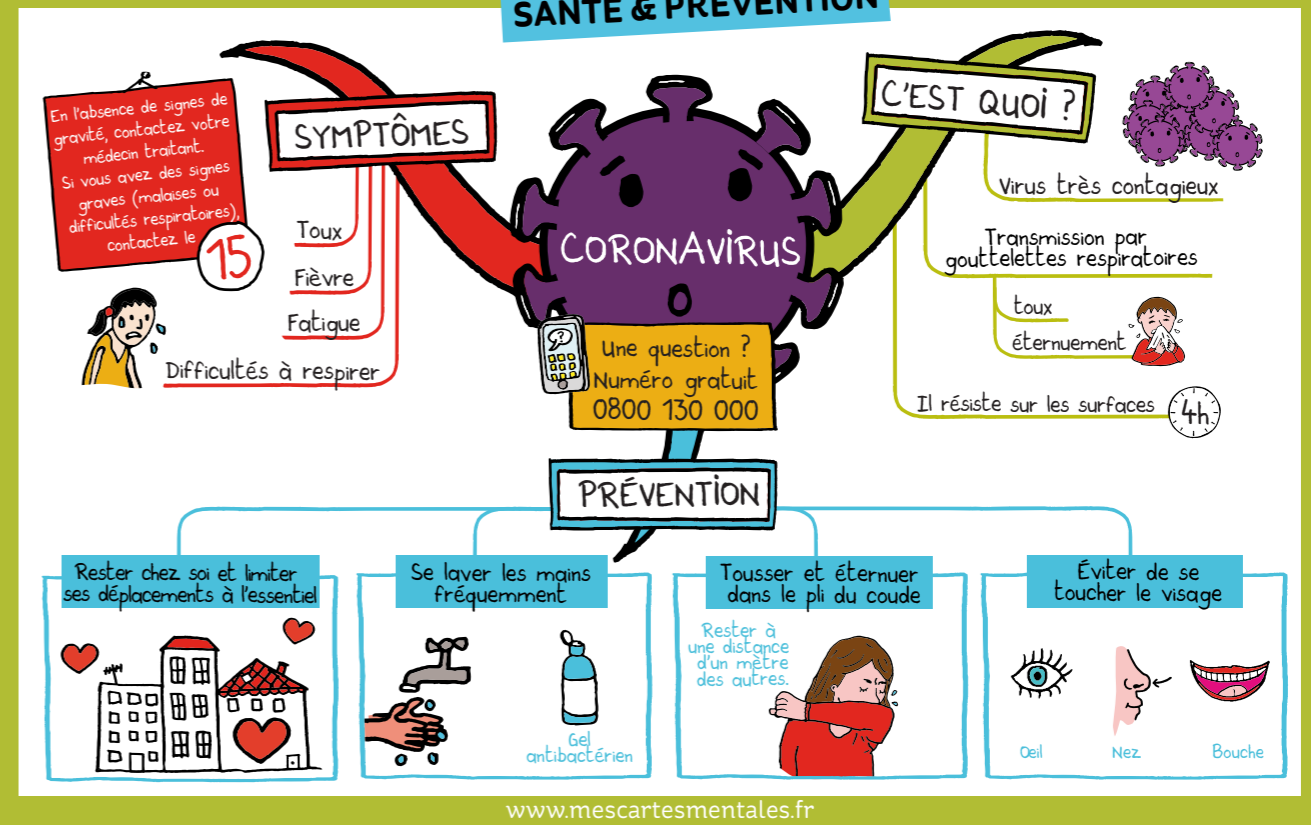 SANTÉ & PRÉVENTION
En l'absence de signes de
gravité, contactez votre
médecin traitant.
Si vous avez des signes
graves (malaises ou
difficultés respiratoires),
contactez le
15
SYMPTÔMES
Toux
Fièvre
Fatigue
Difficultés à respirer
CORONAViRUS
Une question ?
Numéro gratuit
0800 130 000
?
C'EST QUOi ?
Virus très contagieux
Transmission par
gouttelettes respiratoires
toux
éternuement
Il résiste sur les surfaces
4h
PRÉVENTiON
Rester chez soi et limiter
ses déplacements à l'essentiel
Se laver les mains
fréquemment
Gel
antibactérien
Tousser et éternuer
dans le pli du coude
Rester à
une distance
d'un mètre
des autres.
Éviter de se
toucher le visage
Œil
Nez
Bouche
www.mescartesmentales.fr